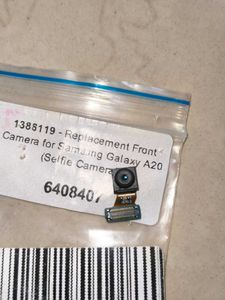 1388119 - Replacement Front
Camera for Samsung Galaxy A20
(Selfie Camera
6408407